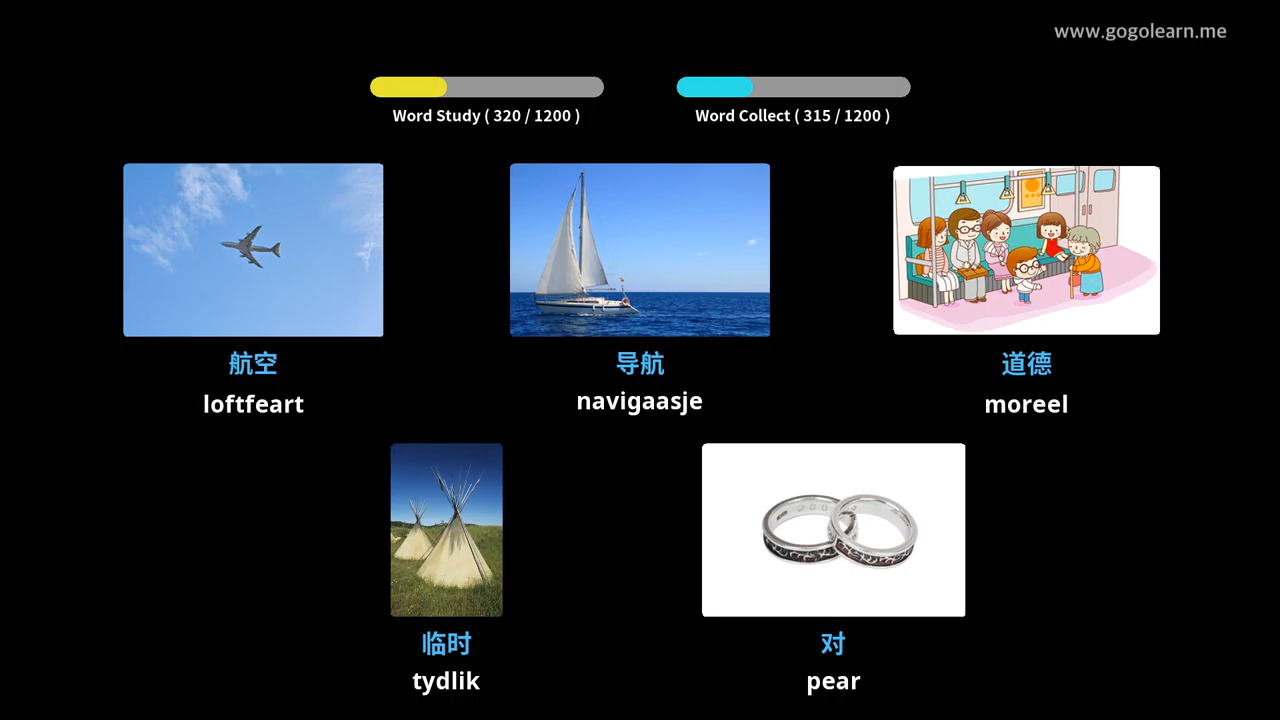 www.gogolearn.me
Word Study ( 320 / 1200 )
Word Collect ( 315 / 1200 )
航空
导航
道德
loftfeart
navigaasje
moreel
临时
对
tydlik
pear